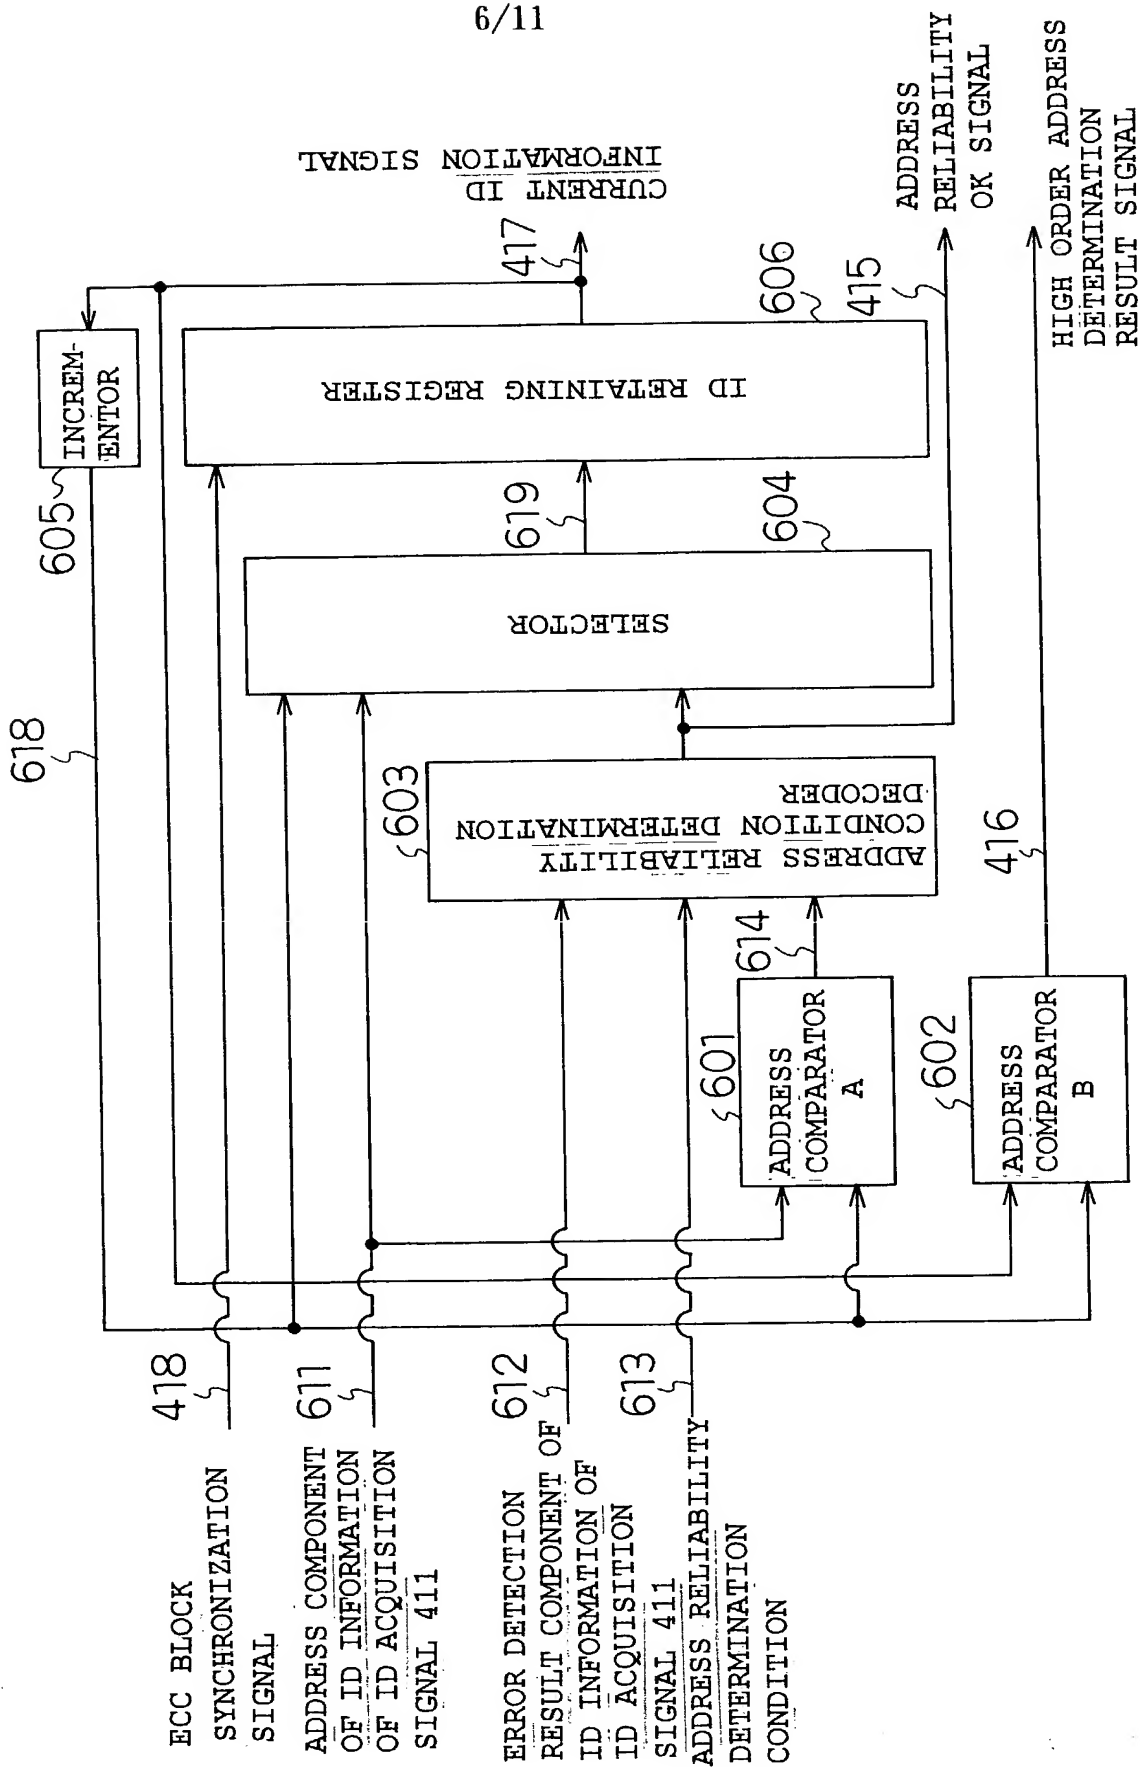 6/11
ECC BLOCK
SYNCHRONIZATION
SIGNAL
418
ADDRESS COMPONENT
OF ID INFORMATION
OF ID ACQUISITION
SIGNAL 411
611
ERROR DETECTION
RESULT COMPONENT OF
ID INFORMATION OF
ID ACQUISITION
SIGNAL 411
612
ADDRESS RELIABILITY
DETERMINATION
CONDITION
613
618
605
INCREM-
ENTOR
601
ADDRESS
COMPARATOR
A
614
602
ADDRESS
COMPARATOR
B
416
603
ADDRESS RELIABILITY
CONDITION DETERMINATION
DECODER
SELECTOR
604
619
ID RETAINING REGISTER
606
415
417
CURRENT ID
INFORMATION SIGNAL
ADDRESS
RELIABILITY
OK SIGNAL
HIGH ORDER ADDRESS
DETERMINATION
RESULT SIGNAL